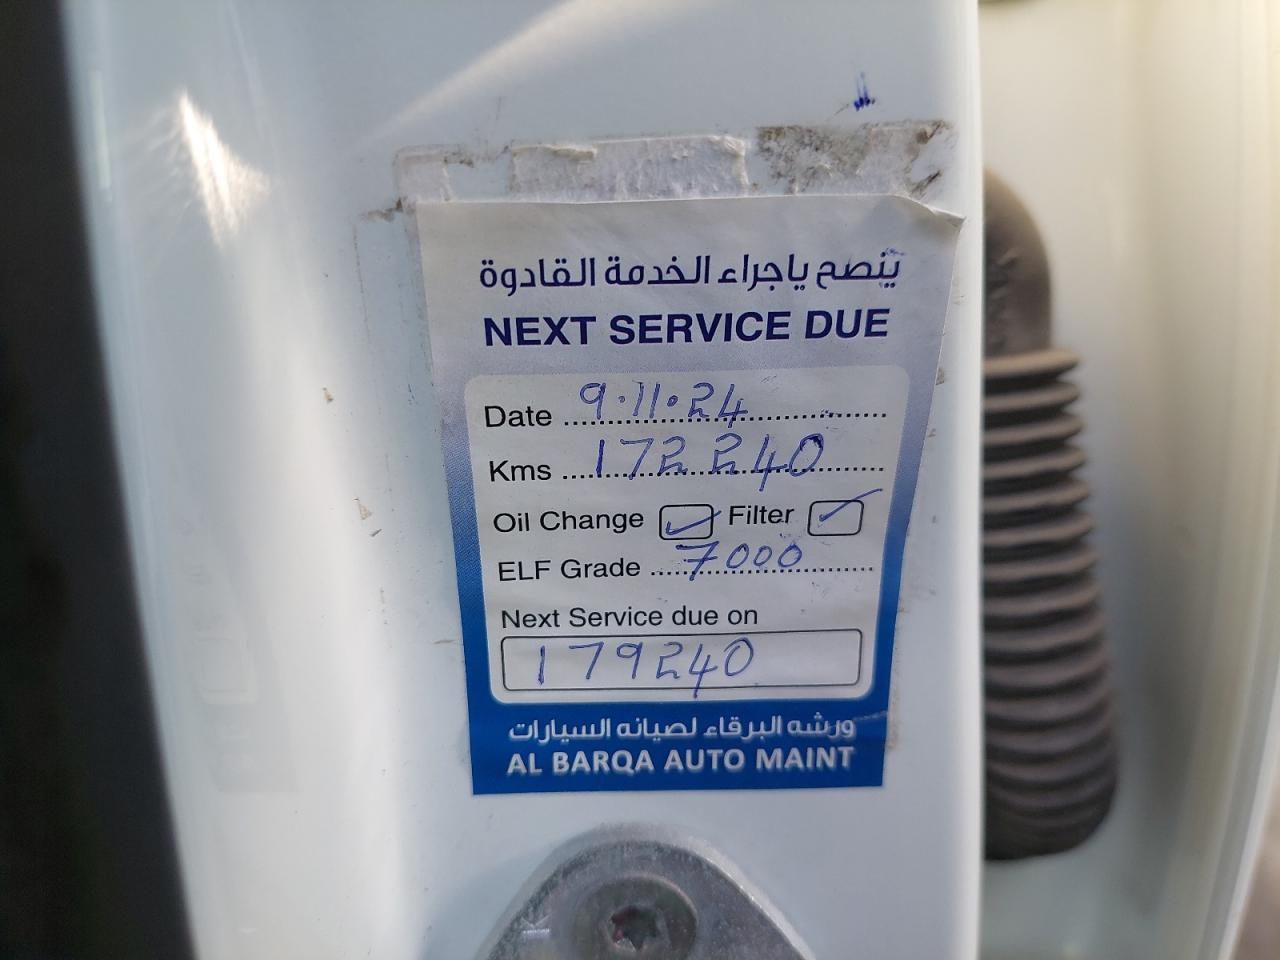 ينصح ياجراء الخدمة القادوة
NEXT SERVICE DUE
Date 9.11.24
Kms 172240
Oil Change ✓ Filter ✓
ELF Grade 7000
Next Service due on
179240
ورشه البرقاء لصيانه السيارات
AL BARQA AUTO MAINT